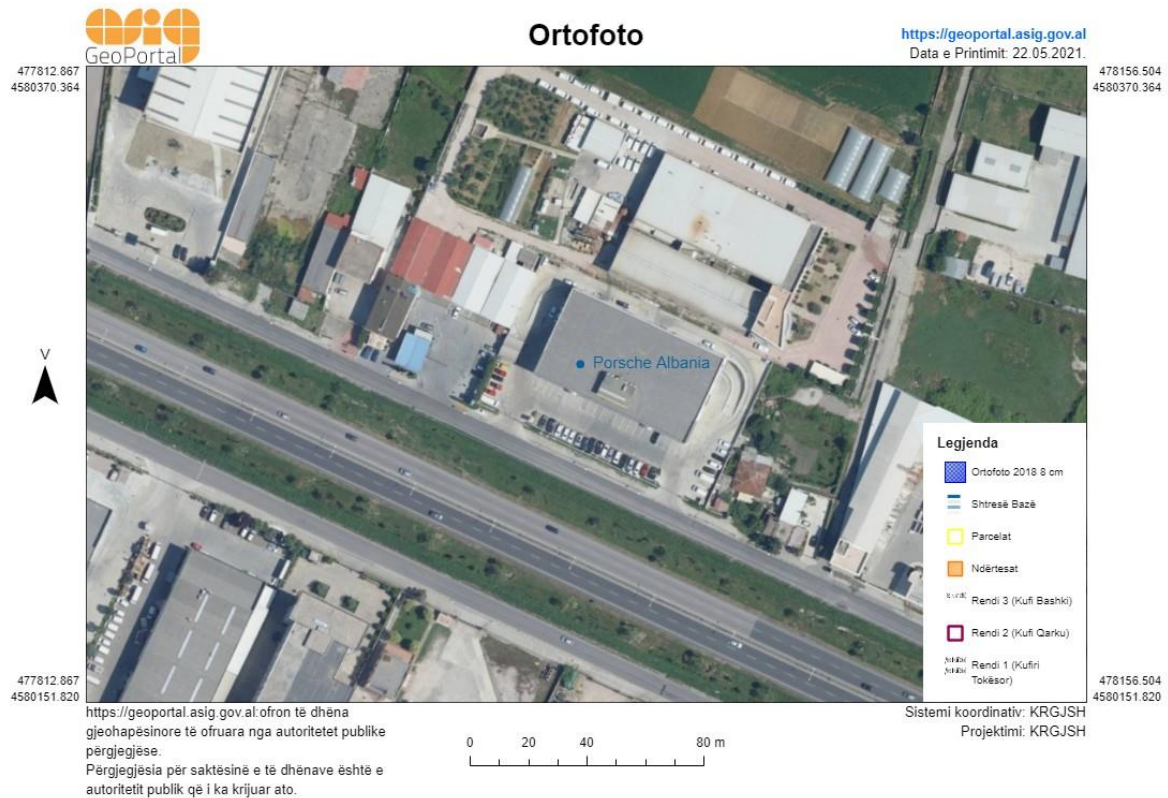 asig
GeoPortal
Ortofoto
https://geoportal.asig.gov.al
Data e Printimit: 22.05.2021.
477812.867
4580370.364
478156.504
4580370.364
V
Porsche Albania
Legjenda
Ortofoto 2018 8 cm
Shtresë Bazë
Parcelat
Ndërtesat
Rendi 3 (Kufi Bashki)
Rendi 2 (Kufi Qarku)
Rendi 1 (Kufiri
Tokësor)
477812.867
4580151.820
478156.504
4580151.820
https://geoportal.asig.gov.al:ofron të dhëna
gjeohapësinore të ofruara nga autoritetet publike
përgjegjëse.
Përgjegjësia për saktësinë e të dhënave është e
autoritetit publik që i ka krijuar ato.
0 20 40 80 m
Sistemi koordinativ: KRGJSH
Projektimi: KRGJSH